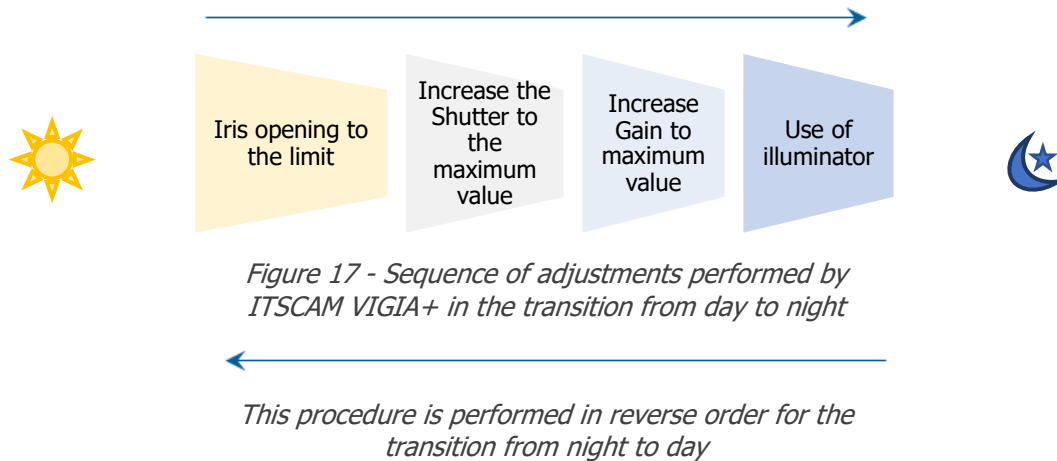 Iris opening to
the limit
Increase the
Shutter to
the
maximum
value
Increase
Gain to
maximum
value
Use of
illuminator
Figure 17 - Sequence of adjustments performed by
ITSCAM VIGIA+ in the transition from day to night
This procedure is performed in reverse order for the
transition from night to day